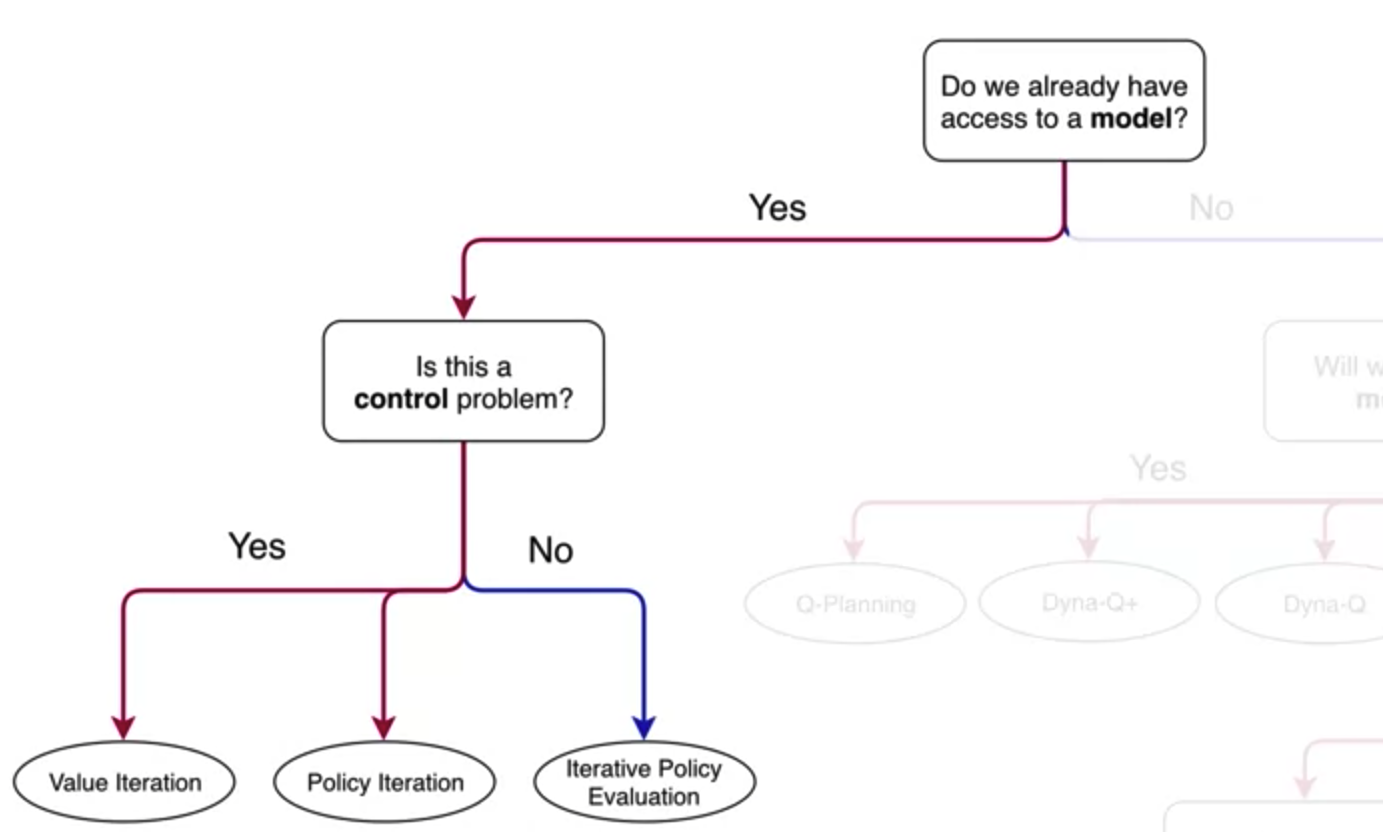 Do we already have
access to a model?
Yes
No
Is this a
control problem?
Will
Yes
Yes
No
Q-Planning
Dyna-Q+
Dyna-Q
Value Iteration
Policy Iteration
Iterative Policy
Evaluation